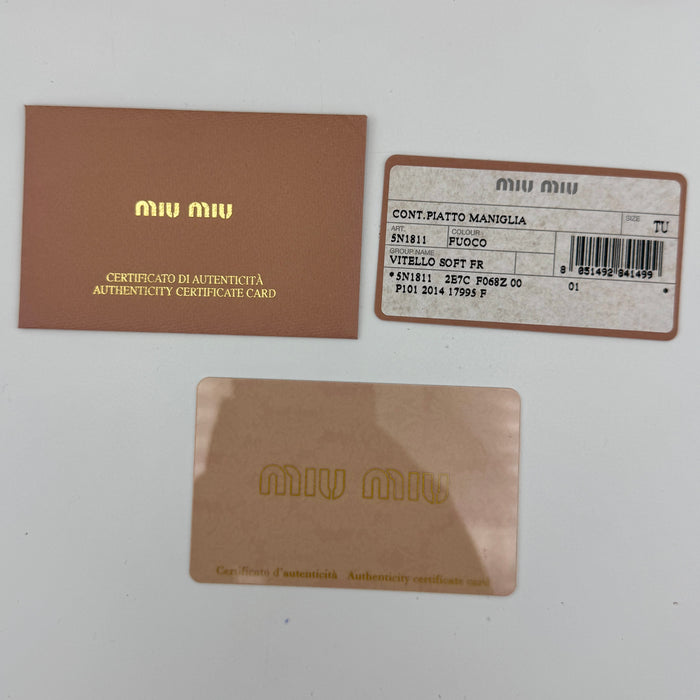 MIU MIU
CERTIFICATO DI AUTENTICITÀ
AUTHENTICITY CERTIFICATE CARD
MIU MIU
CONT.PIATTO MANIGLIA
SIZE
TU
ART.
5N1811
COLOUR
FUOCO
GROUP NAME
VITELLO SOFT FR
8 051492 941499
*5N1811 2E7C F068Z 00 01 *
P101 2014 17995 F
MIU MIU
Certificato d'autenticità Authenticity certificate card